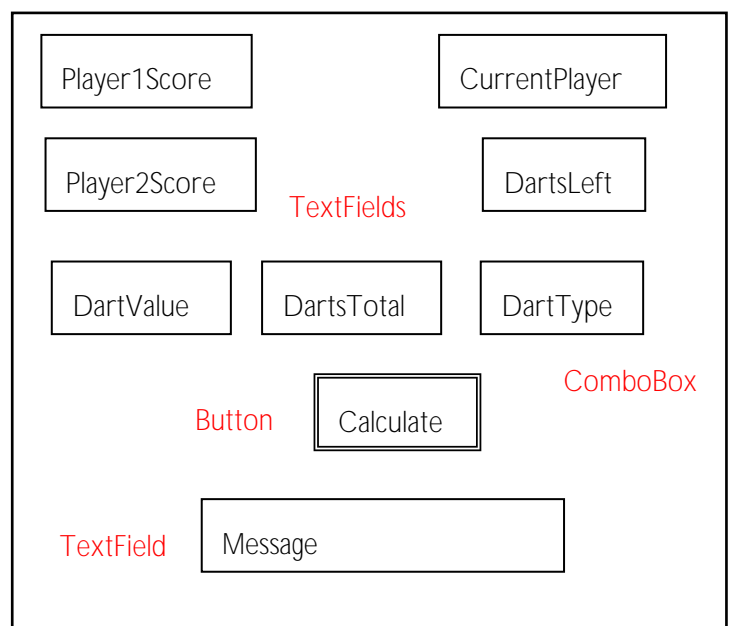 Player1Score
CurrentPlayer
Player2Score
DartsLeft
TextFields
DartValue
DartsTotal
DartType
ComboBox
Button
Calculate
TextField
Message